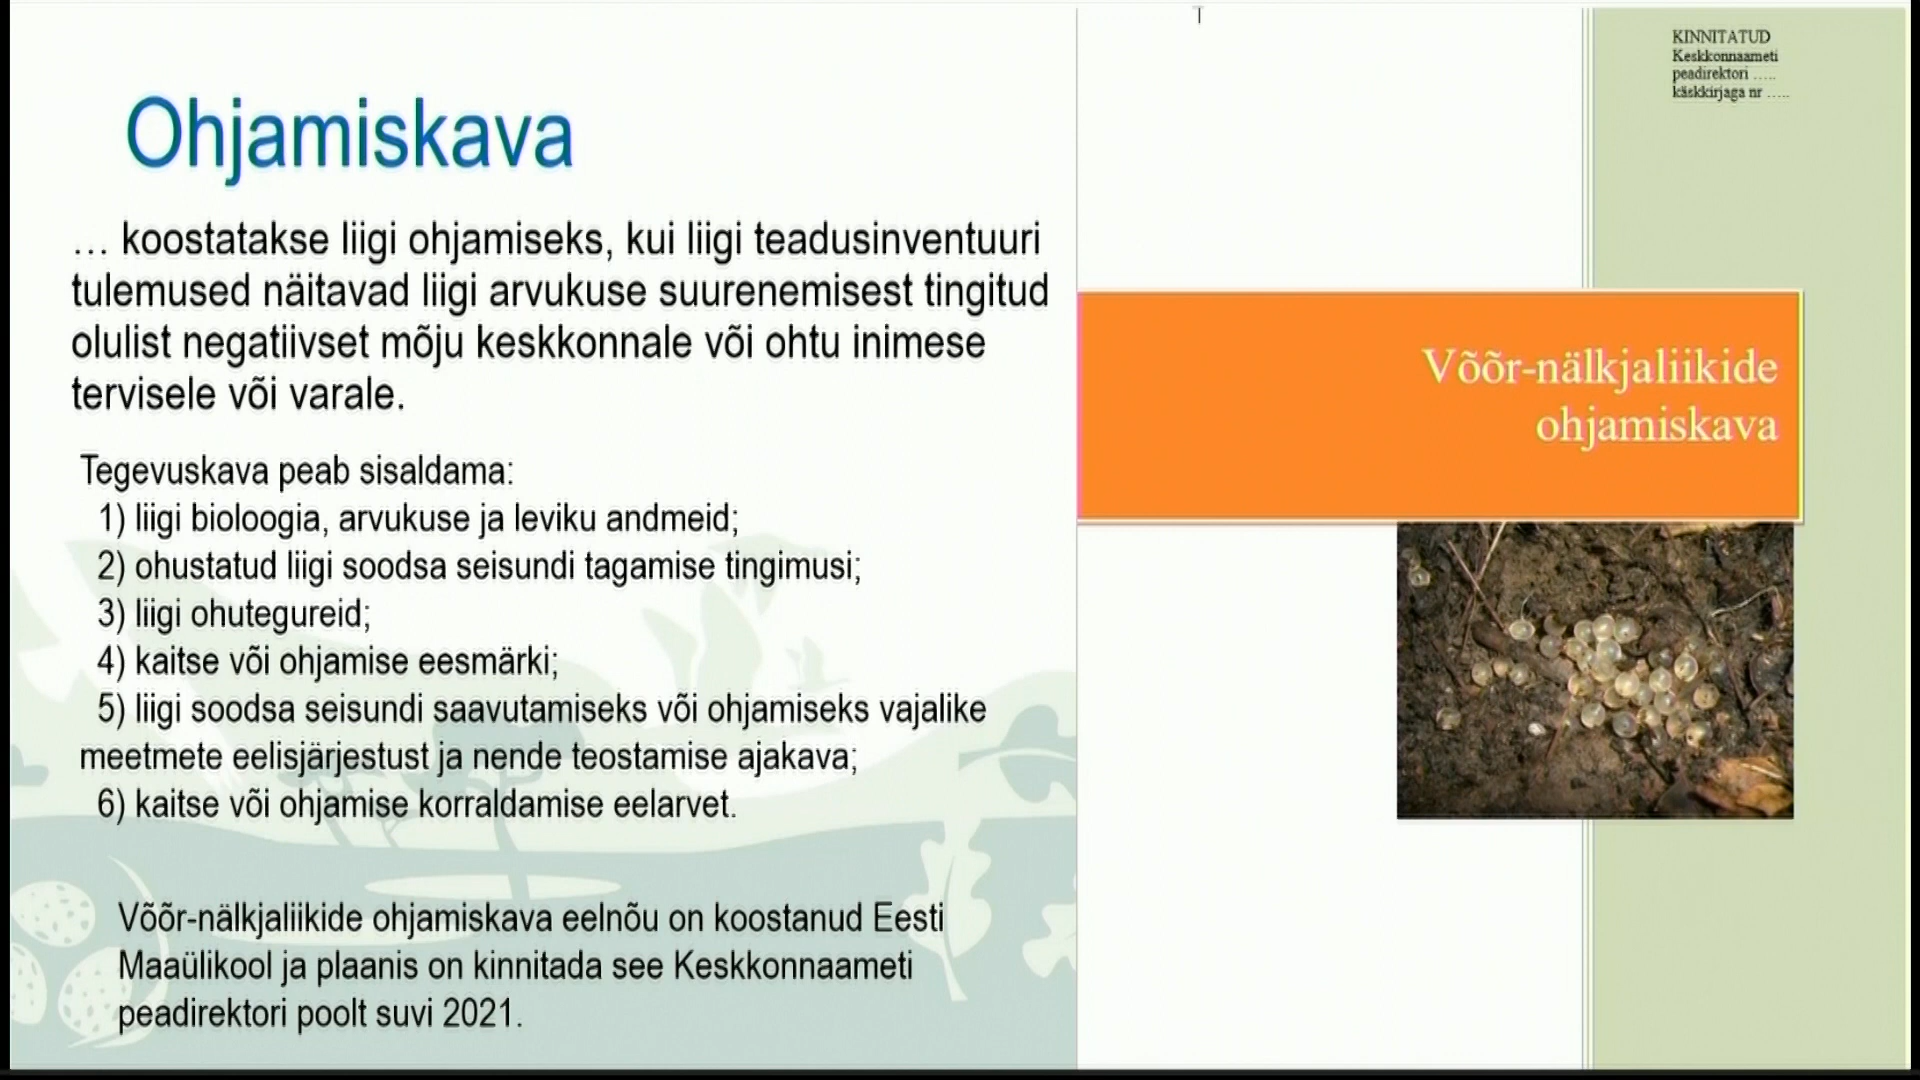 Ohjamiskava
… koostatakse liigi ohjamiseks, kui liigi teadusinventuuri
tulemused näitavad liigi arvukuse suurenemisest tingitud
olulist negatiivset mõju keskkonnale või ohtu inimese
tervisele või varale.
Tegevuskava peab sisaldama:
1) liigi bioloogia, arvukuse ja leviku andmeid;
2) ohustatud liigi soodsa seisundi tagamise tingimusi;
3) liigi ohutegureid;
4) kaitse või ohjamise eesmärki;
5) liigi soodsa seisundi saavutamiseks või ohjamiseks vajalike
meetmete eelisjärjestust ja nende teostamise ajakava;
6) kaitse või ohjamise korraldamise eelarvet.
Võõr-nälkjaliikide ohjamiskava eelnõu on koostanud Eesti
Maaülikool ja plaanis on kinnitada see Keskkonnaameti
peadirektori poolt suvi 2021.
KINNITATUD
Keskkonnaameti
peadirektori …..
käskkirjaga nr …..
Võõr-nälkjaliikide
ohjamiskava